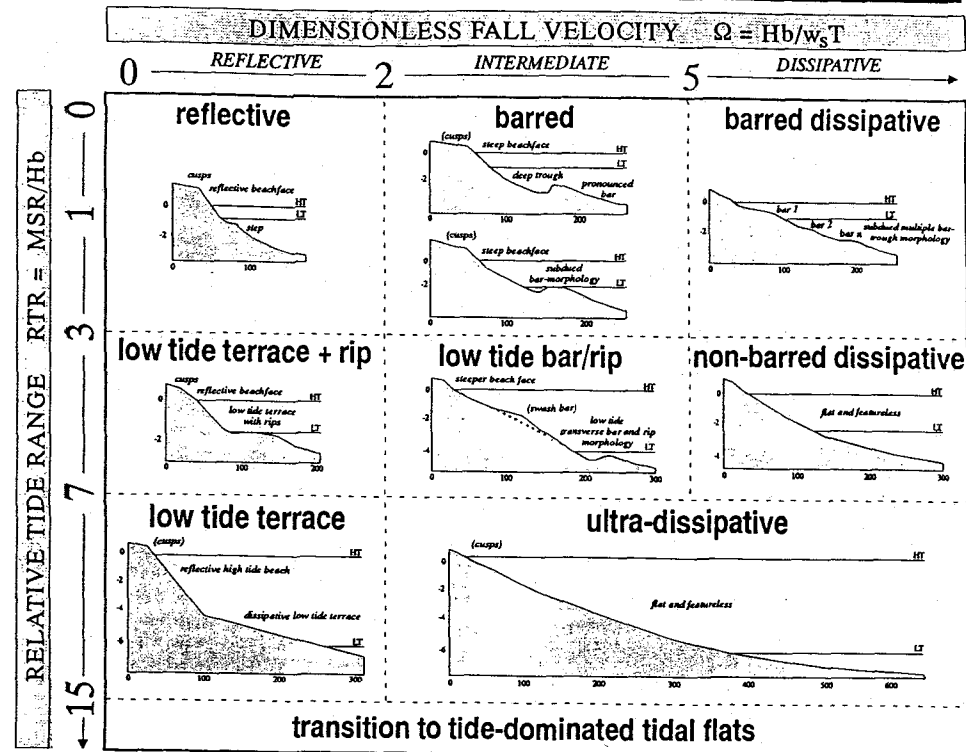 DIMENSIONLESS FALL VELOCITY Ω = Hb/wsT
0 REFLECTIVE 2 INTERMEDIATE 5 DISSIPATIVE
RELATIVE TIDE RANGE RTR = MSR/Hb
0
1
3
7
15
reflective
cusps
reflective beachface
HT
LT
step
0
-2
0
100
barred
(cusps)
steep beachface
HT
LT
deep trough
pronounced
bar
0
-2
0
100
200
(cusps)
steep beachface
HT
subdued
bar-morphology
LT
0
-2
0
100
200
barred dissipative
HT
bar 1
LT
bar 2
bar n
subdued multiple bar-
trough morphology
0
-2
0
100
200
low tide terrace + rip
cusps
reflective beachface
HT
low tide terrace
with rips
LT
0
-2
0
100
200
low tide bar/rip
steeper beach face
HT
(swash bar)
low tide
transverse bar and rip
morphology
LT
0
-2
-4
0
100
200
300
non-barred dissipative
HT
flat and featureless
LT
0
-2
-4
0
100
200
300
low tide terrace
(cusps)
HT
reflective high tide beach
dissipative low tide terrace
LT
0
-2
-4
-6
0
100
200
300
ultra-dissipative
(cusps)
HT
flat and featureless
LT
0
-2
-4
-6
0
100
200
300
400
500
600
transition to tide-dominated tidal flats